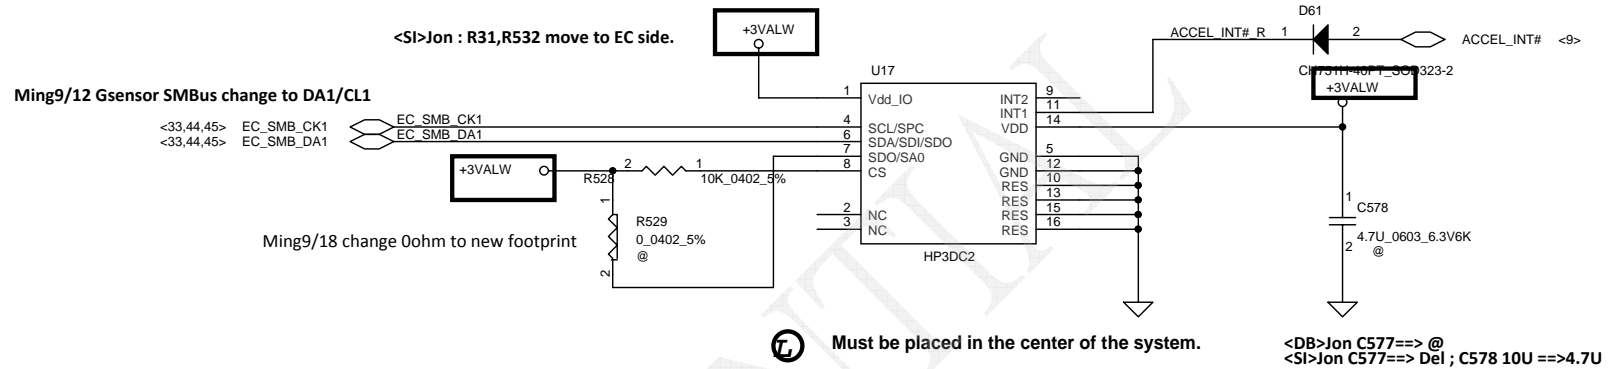 D61
<SI>Jon : R31,R532 move to EC side.
+3VALW
ACCEL_INT#_R 1 2 ACCEL_INT# <9>
U17
CH751H-40PT_SOD323-2
+3VALW
Ming9/12 Gsensor SMBus change to DA1/CL1
1 Vdd_IO INT2 9
INT1 11
<33,44,45> EC_SMB_CK1 EC_SMB_CK1 4 SCL/SPC VDD 14
<33,44,45> EC_SMB_DA1 EC_SMB_DA1 6 SDA/SDI/SDO
7 SDO/SA0 GND 5
+3VALW R528 2 1 10K_0402_5% 8 CS GND 12
RES 10
RES 13
2 NC RES 15
3 NC RES 16
HP3DC2
1
R529
0_0402_5%
@
2
Ming9/18 change 0ohm to new footprint
1
C578
4.7U_0603_6.3V6K
@
2
L
Must be placed in the center of the system.
<DB>Jon C577==> @
<SI>Jon C577==> Del ; C578 10U ==>4.7U
NTIAL